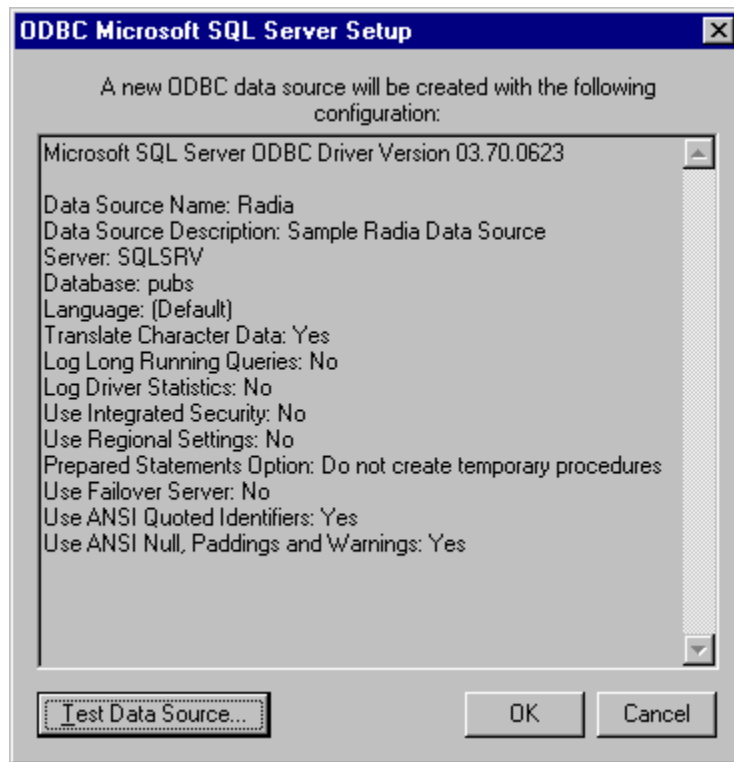 ODBC Microsoft SQL Server Setup
A new ODBC data source will be created with the following
configuration:
Microsoft SQL Server ODBC Driver Version 03.70.0623
Data Source Name: Radia
Data Source Description: Sample Radia Data Source
Server: SQLSRV
Database: pubs
Language: (Default)
Translate Character Data: Yes
Log Long Running Queries: No
Log Driver Statistics: No
Use Integrated Security: No
Use Regional Settings: No
Prepared Statements Option: Do not create temporary procedures
Use Failover Server: No
Use ANSI Quoted Identifiers: Yes
Use ANSI Null, Paddings and Warnings: Yes
Test Data Source... OK Cancel